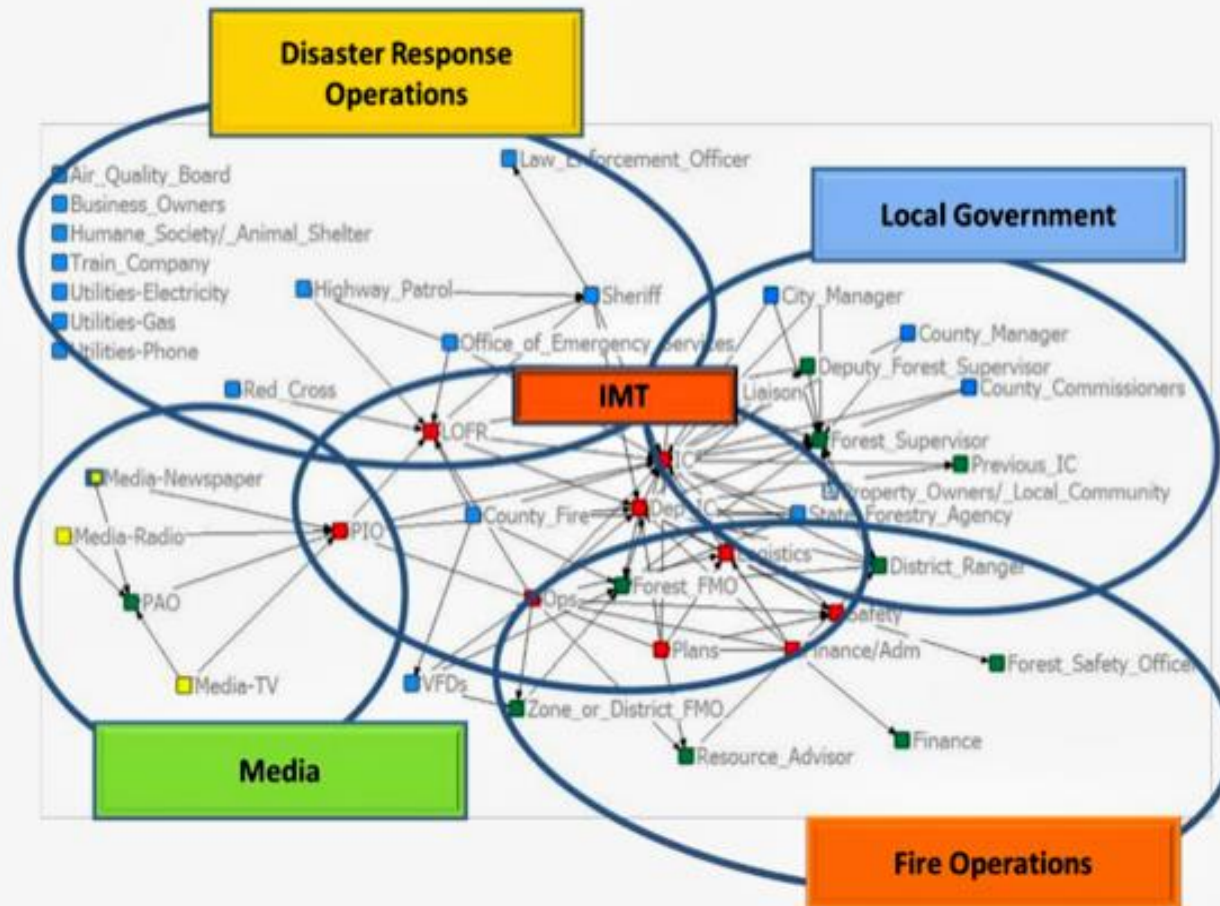 Disaster Response
Operations
Law_Enforcement_Officer
Air_Quality_Board
Business_Owners
Humane_Society/_Animal_Shelter
Train_Company
Utilities-Electricity
Utilities-Gas
Utilities-Phone
Local Government
Highway_Patrol
Sheriff
City_Manager
County_Manager
Office_of_Emergency_Services
Deputy_Forest_Supervisor
Red_Cross
IMT
Liaison
County_Commissioners
LOFR
Forest_Supervisor
IC
Previous_IC
Media-Newspaper
Property_Owners/_Local_Community
Dep_IC
County_Fire
State_Forestry_Agency
Media-Radio
PIO
Logistics
District_Ranger
PAO
Ops
Forest_FMO
Safety
Plans
Finance/Adm
Forest_Safety_Officer
Media-TV
VFDs
Zone_or_District_FMO
Finance
Resource_Advisor
Media
Fire Operations